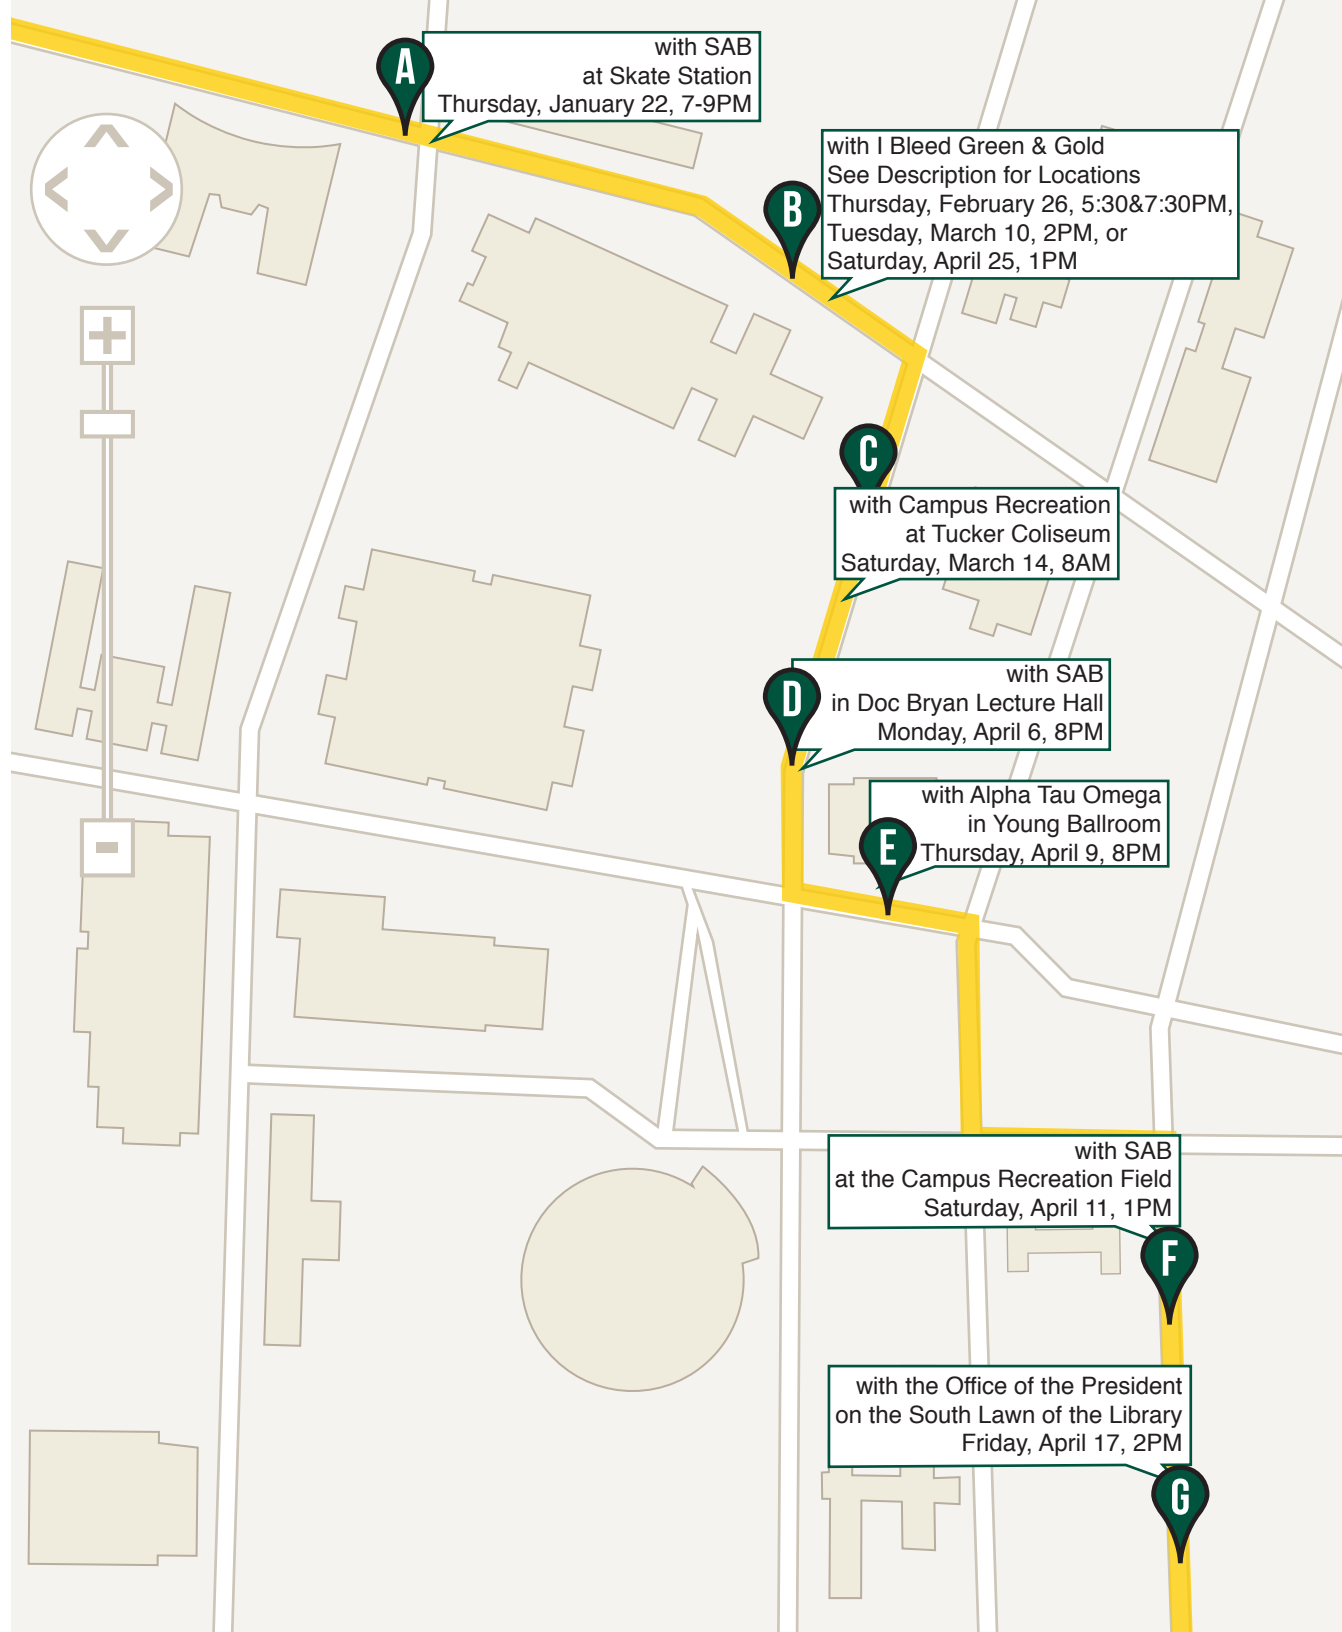 A
with SAB
at Skate Station
Thursday, January 22, 7-9PM
B
with I Bleed Green & Gold
See Description for Locations
Thursday, February 26, 5:30&7:30PM,
Tuesday, March 10, 2PM, or
Saturday, April 25, 1PM
C
with Campus Recreation
at Tucker Coliseum
Saturday, March 14, 8AM
D
with SAB
in Doc Bryan Lecture Hall
Monday, April 6, 8PM
E
with Alpha Tau Omega
in Young Ballroom
Thursday, April 9, 8PM
with SAB
at the Campus Recreation Field
Saturday, April 11, 1PM
F
with the Office of the President
on the South Lawn of the Library
Friday, April 17, 2PM
G